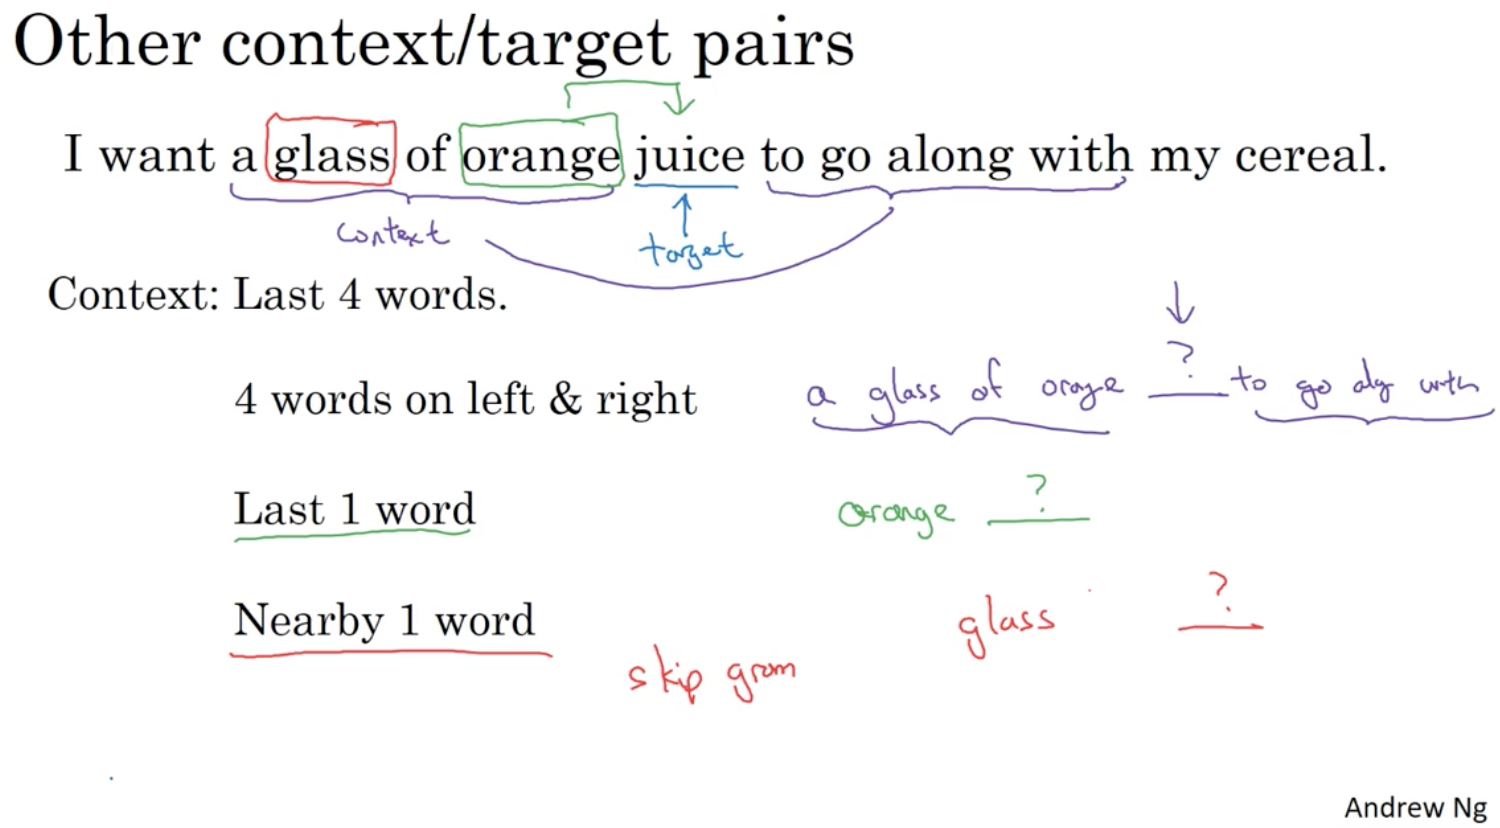 Other context/target pairs
I want a glass of orange juice to go along with my cereal.
context
target
Context: Last 4 words.
4 words on left & right
a glass of orange ? to go alg with
Last 1 word
orange ?
Nearby 1 word
glass ?
skip gram
Andrew Ng